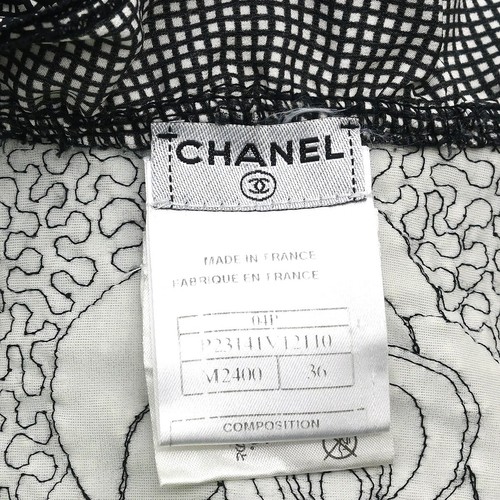 CHANEL
MADE IN FRANCE
FABRIQUE EN FRANCE
04P
P23141V12110
M2400 36
COMPOSITION